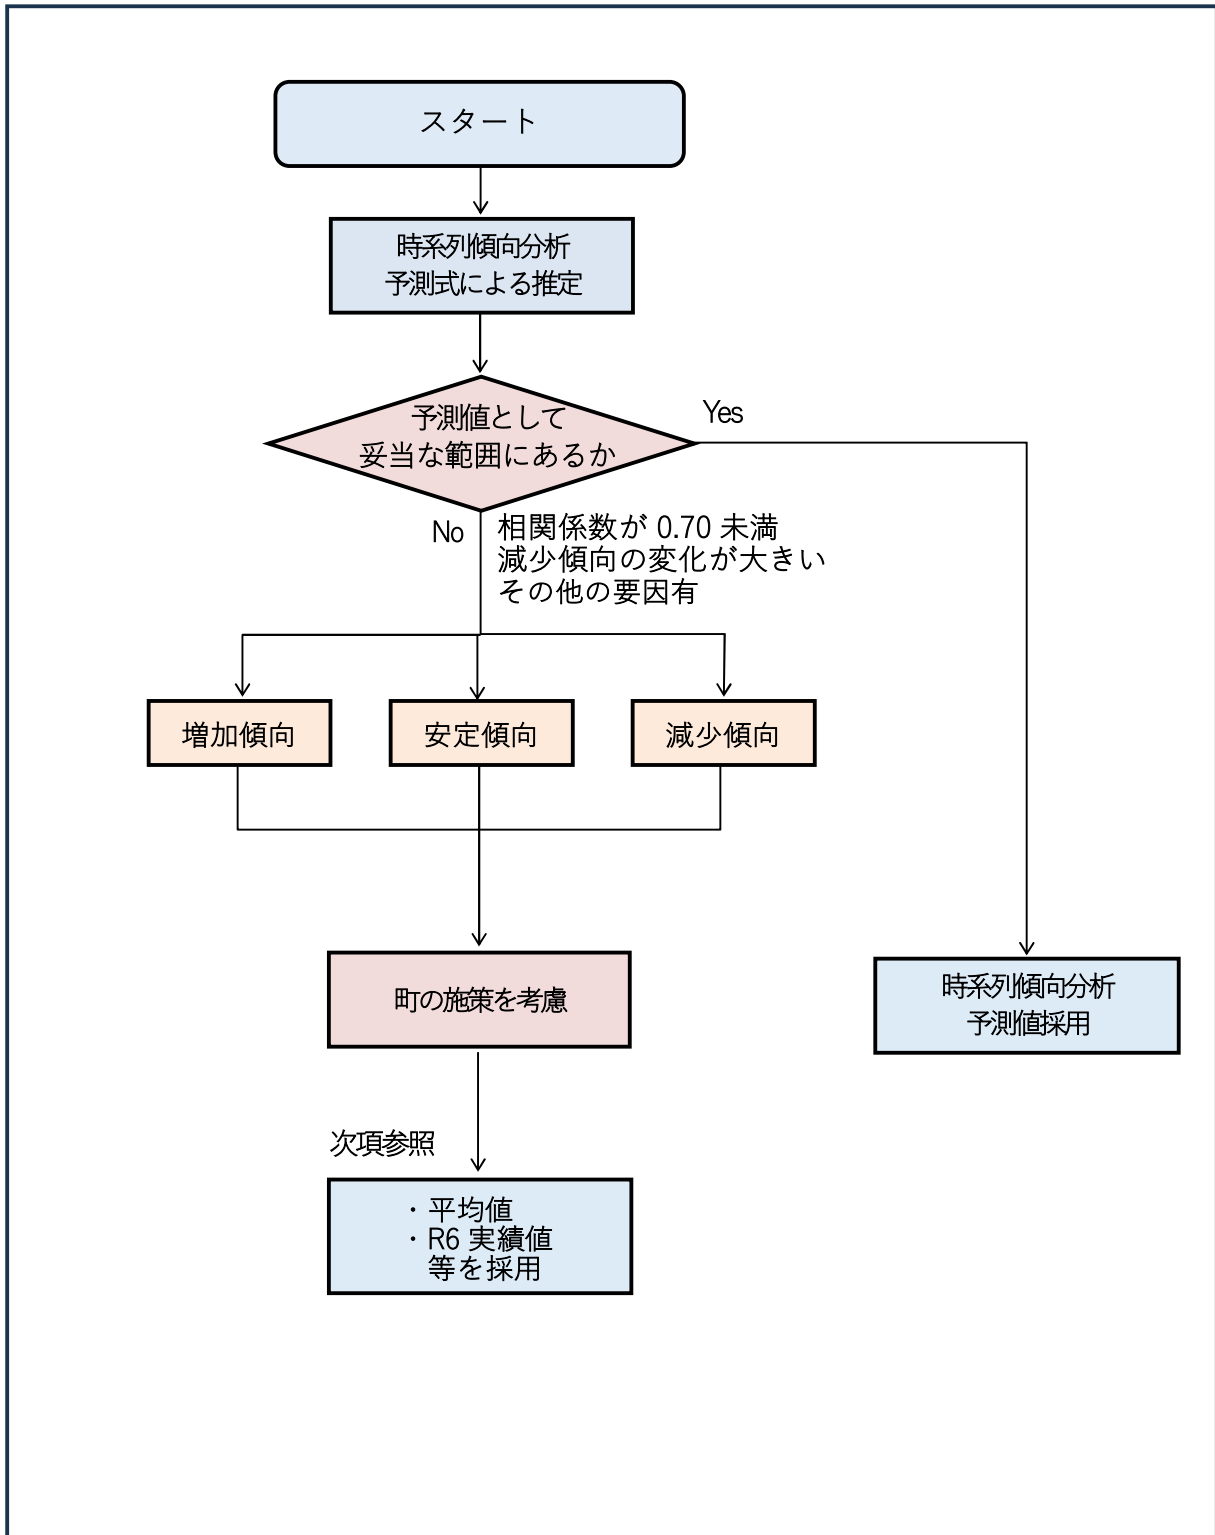 スタート
時系列傾向分析
予測式による推定
予測値として
妥当な範囲にあるか
Yes
No
相関係数が 0.70 未満
減少傾向の変化が大きい
その他の要因有
増加傾向
安定傾向
減少傾向
町の施策を考慮
時系列傾向分析
予測値採用
次項参照
・平均値
・R6 実績値
等を採用